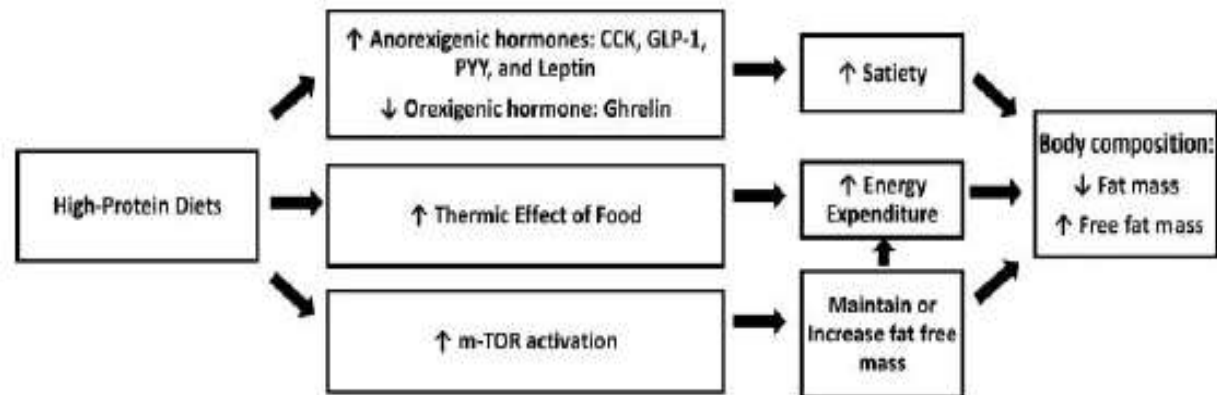 High-Protein Diets
↑ Anorexigenic hormones: CCK, GLP-1,
PYY, and Leptin
↓ Orexigenic hormone: Ghrelin
↑ Satiety
↑ Thermic Effect of Food
↑ Energy
Expenditure
↑ m-TOR activation
Maintain or
Increase fat free
mass
Body composition:
↓ Fat mass
↑ Free fat mass